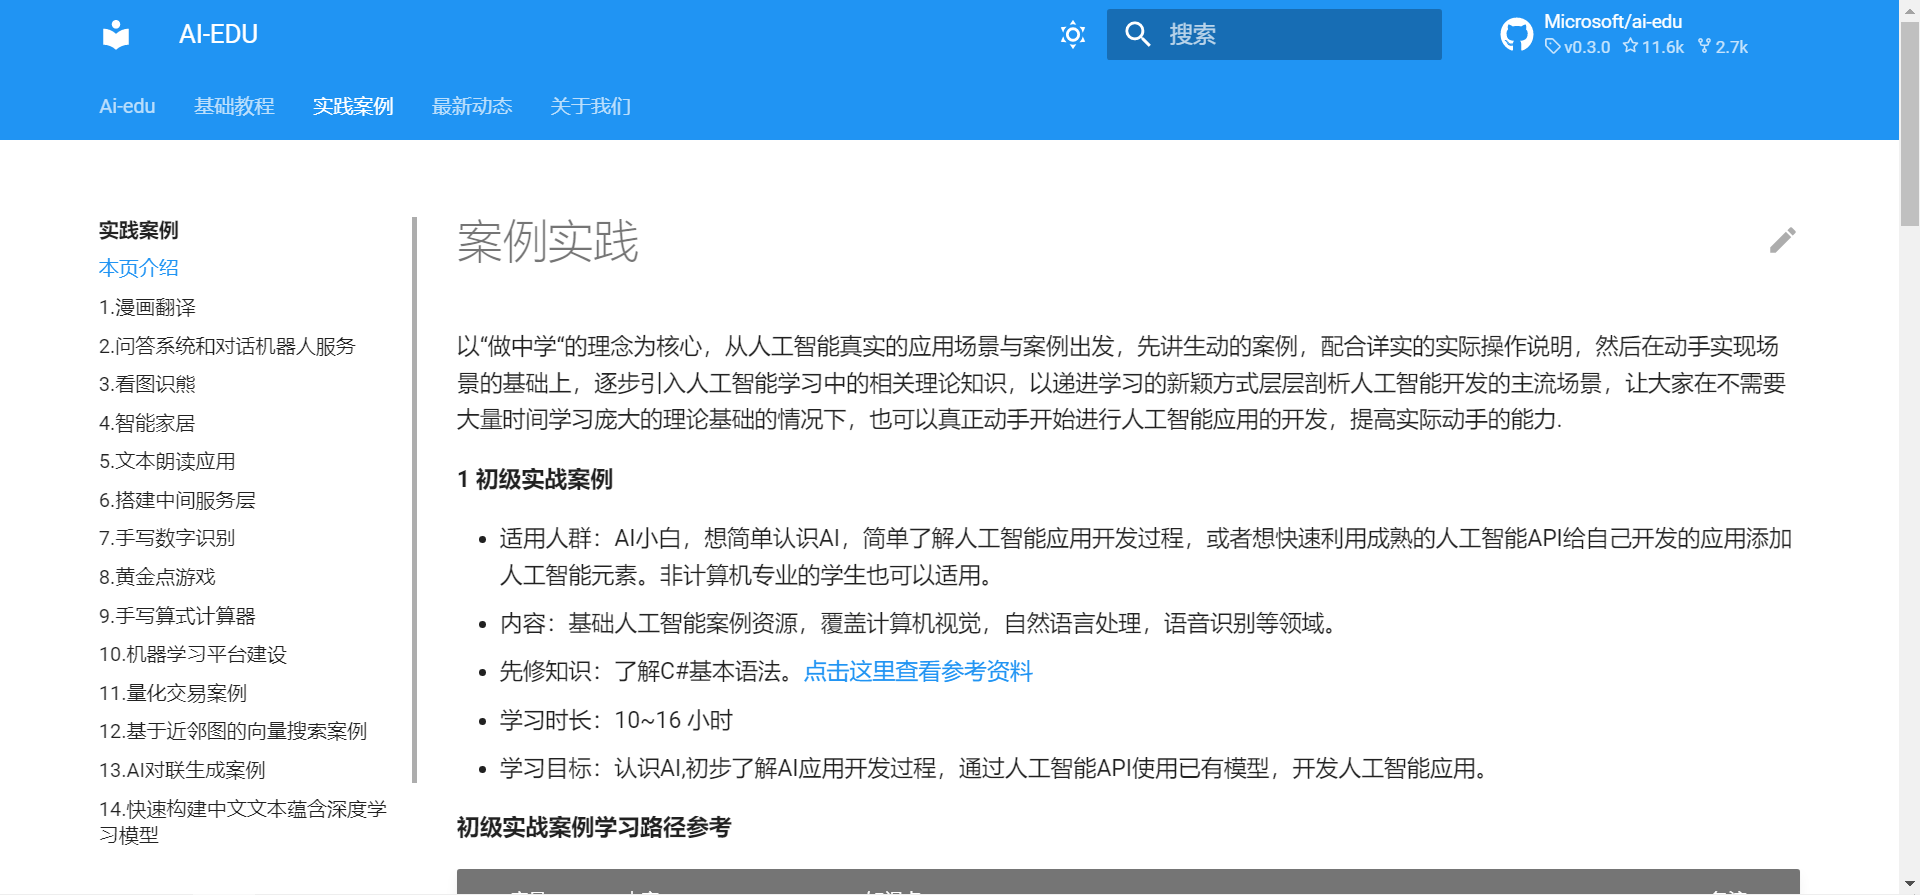 AI-EDU
搜索
Microsoft/ai-edu
v0.3.0 11.6k 2.7k
Ai-edu 基础教程 实践案例 最新动态 关于我们
实践案例
本页介绍
1.漫画翻译
2.问答系统和对话机器人服务
3.看图识熊
4.智能家居
5.文本朗读应用
6.搭建中间服务层
7.手写数字识别
8.黄金点游戏
9.手写算式计算器
10.机器学习平台建设
11.量化交易案例
12.基于近邻图的向量搜索案例
13.AI对联生成案例
14.快速构建中文文本蕴含深度学
习模型
案例实践
以“做中学“的理念为核心，从人工智能真实的应用场景与案例出发，先讲生动的案例，配合详实的实际操作说明，然后在动手实现场
景的基础上，逐步引入人工智能学习中的相关理论知识，以递进学习的新颖方式层层剖析人工智能开发的主流场景，让大家在不需要
大量时间学习庞大的理论基础的情况下，也可以真正动手开始进行人工智能应用的开发，提高实际动手的能力.
1 初级实战案例
• 适用人群：AI小白，想简单认识AI，简单了解人工智能应用开发过程，或者想快速利用成熟的人工智能API给自己开发的应用添加
人工智能元素。非计算机专业的学生也可以适用。
• 内容：基础人工智能案例资源，覆盖计算机视觉，自然语言处理，语音识别等领域。
• 先修知识：了解C#基本语法。点击这里查看参考资料
• 学习时长：10~16 小时
• 学习目标：认识AI,初步了解AI应用开发过程，通过人工智能API使用已有模型，开发人工智能应用。
初级实战案例学习路径参考